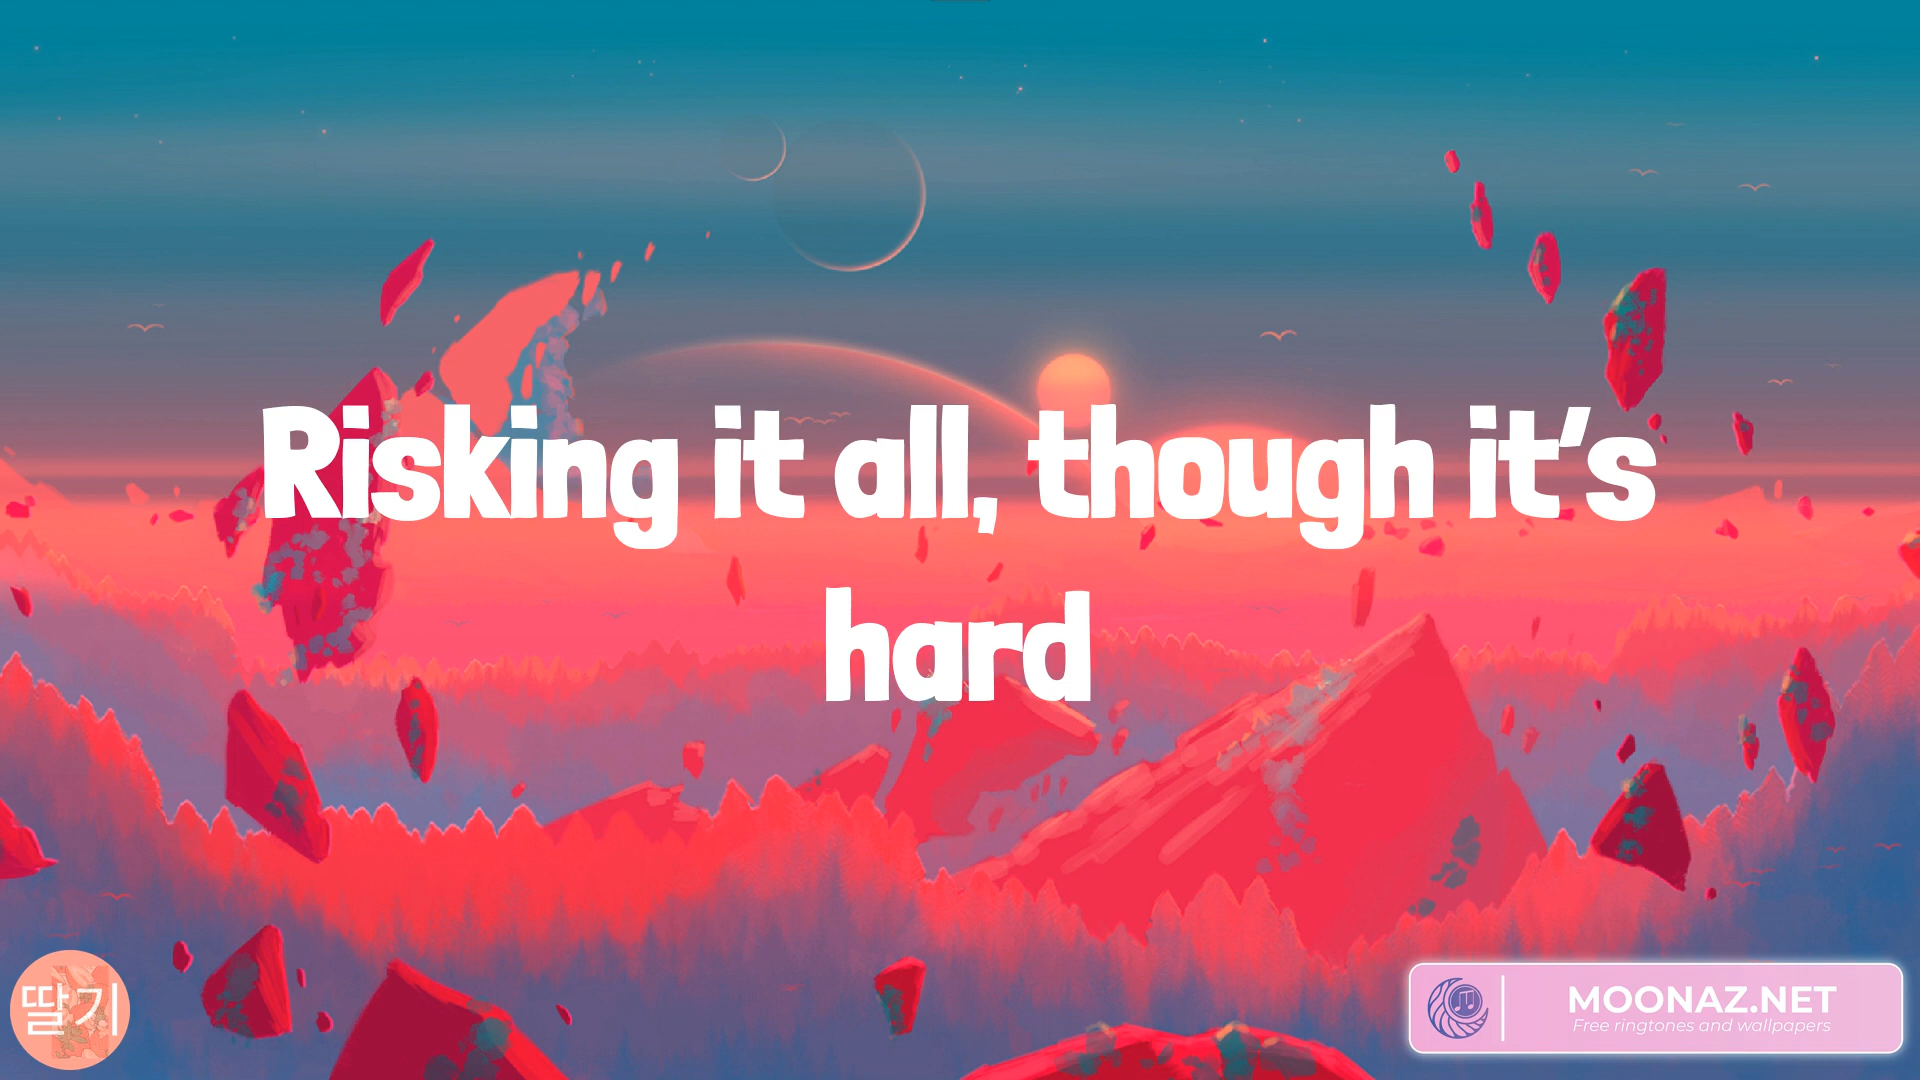 Risking it all, though it's
hard
딸기
MOONAZ.NET
Free ringtones and wallpapers